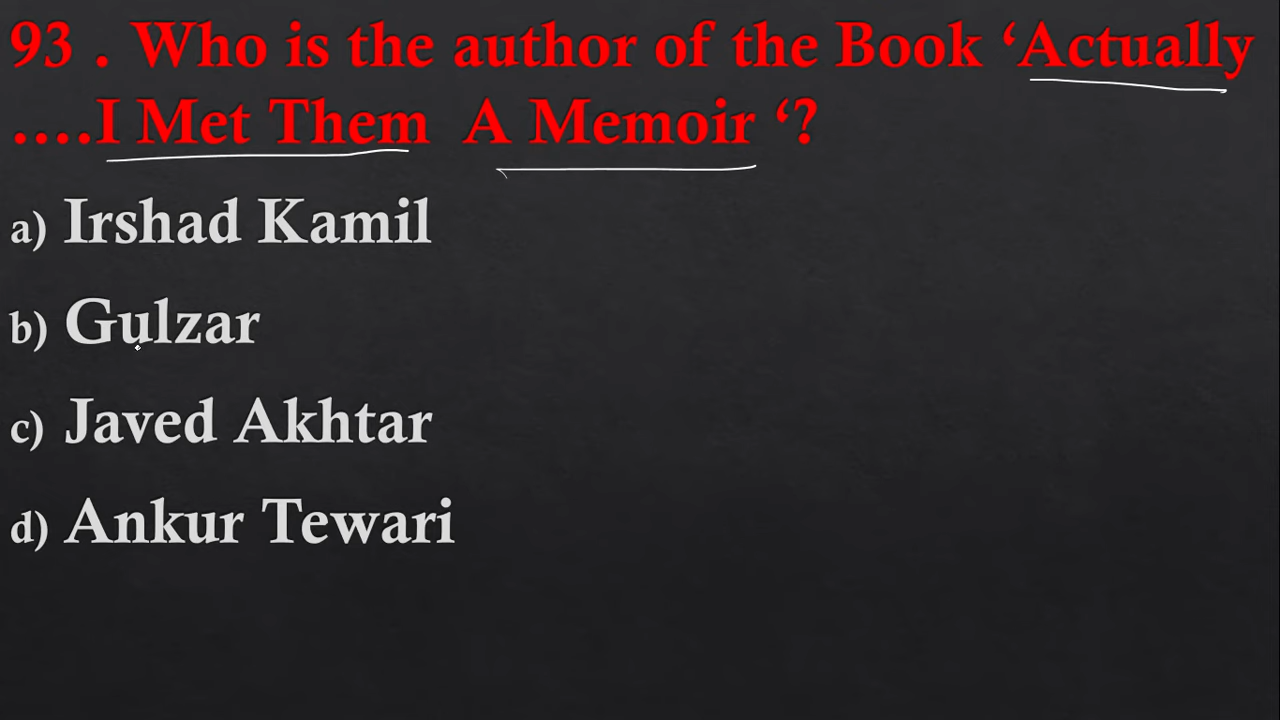 93 . Who is the author of the Book ‘Actually
....I Met Them A Memoir ‘?
a) Irshad Kamil
b) Gulzar
c) Javed Akhtar
d) Ankur Tewari